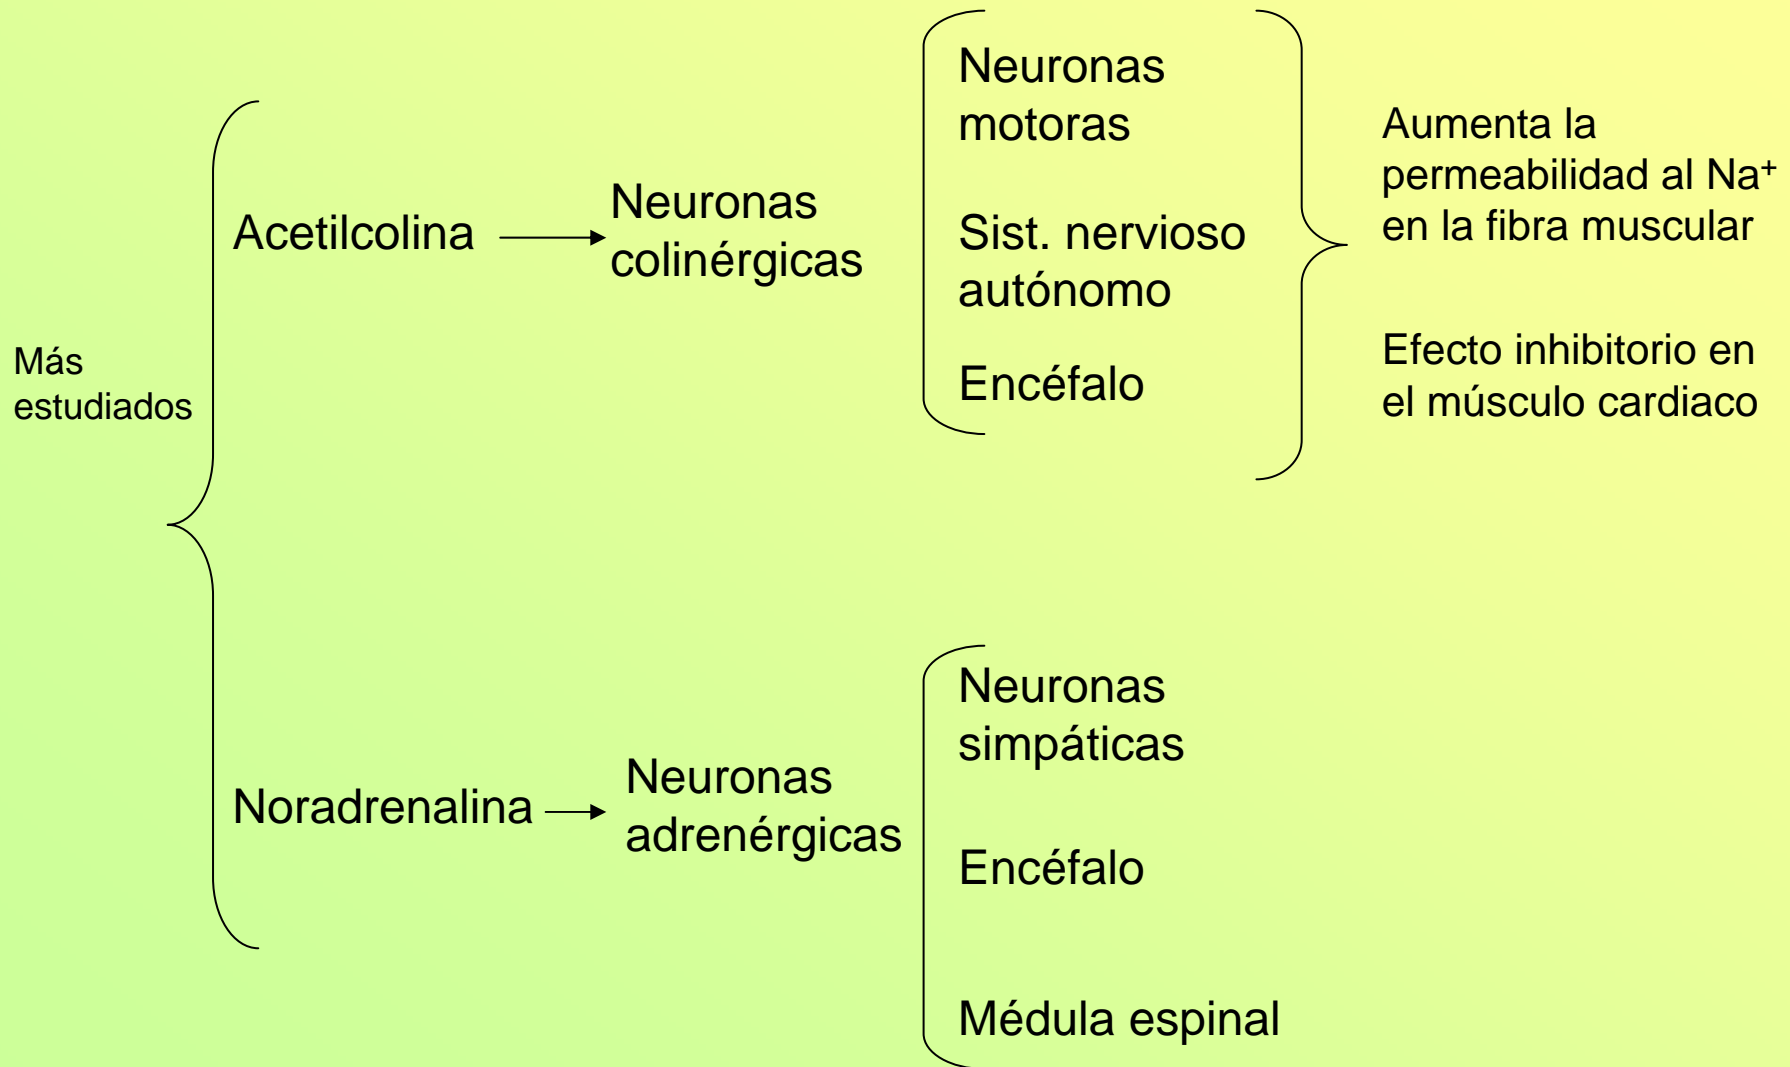 Más
estudiados
Acetilcolina
Neuronas
colinérgicas
Neuronas
motoras
Sist. nervioso
autónomo
Encéfalo
Aumenta la
permeabilidad al Na⁺
en la fibra muscular
Efecto inhibitorio en
el músculo cardiaco
Noradrenalina
Neuronas
adrenérgicas
Neuronas
simpáticas
Encéfalo
Médula espinal